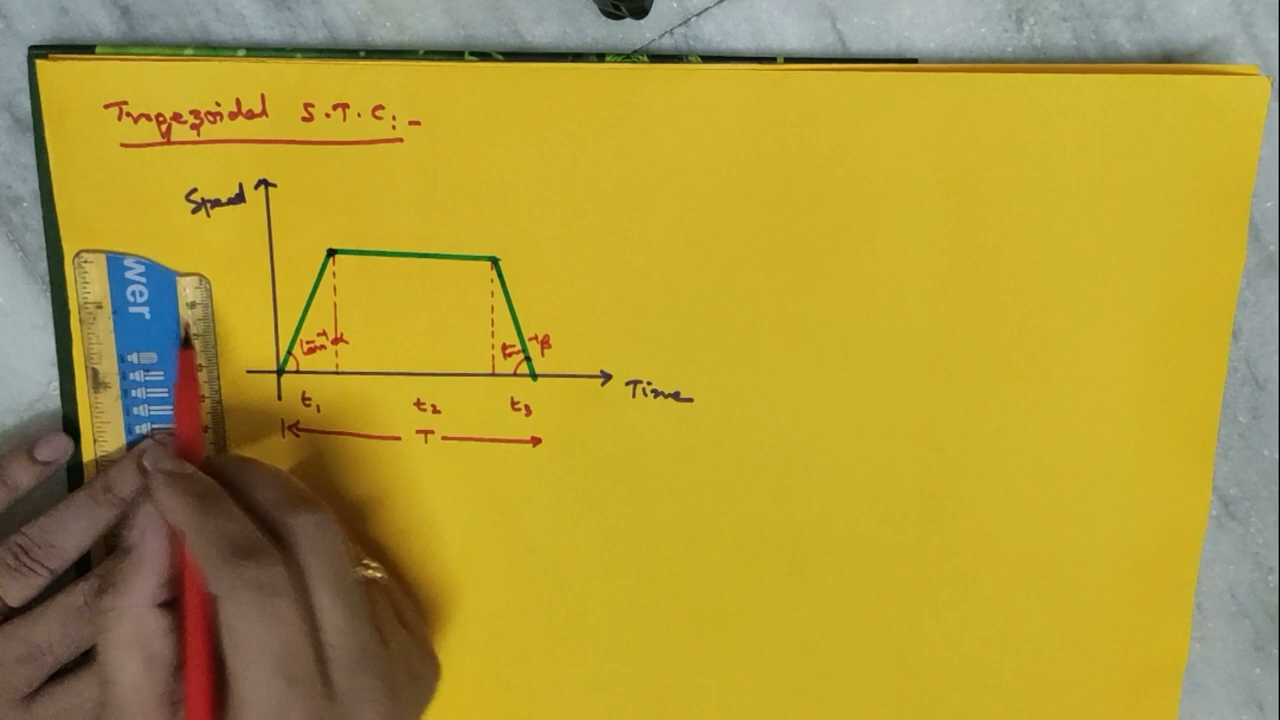 Trapezoidal S.T.C:-
Speed
wer
tan⁻¹α
tan⁻¹β
Time
t₁ t₂ t₃
T